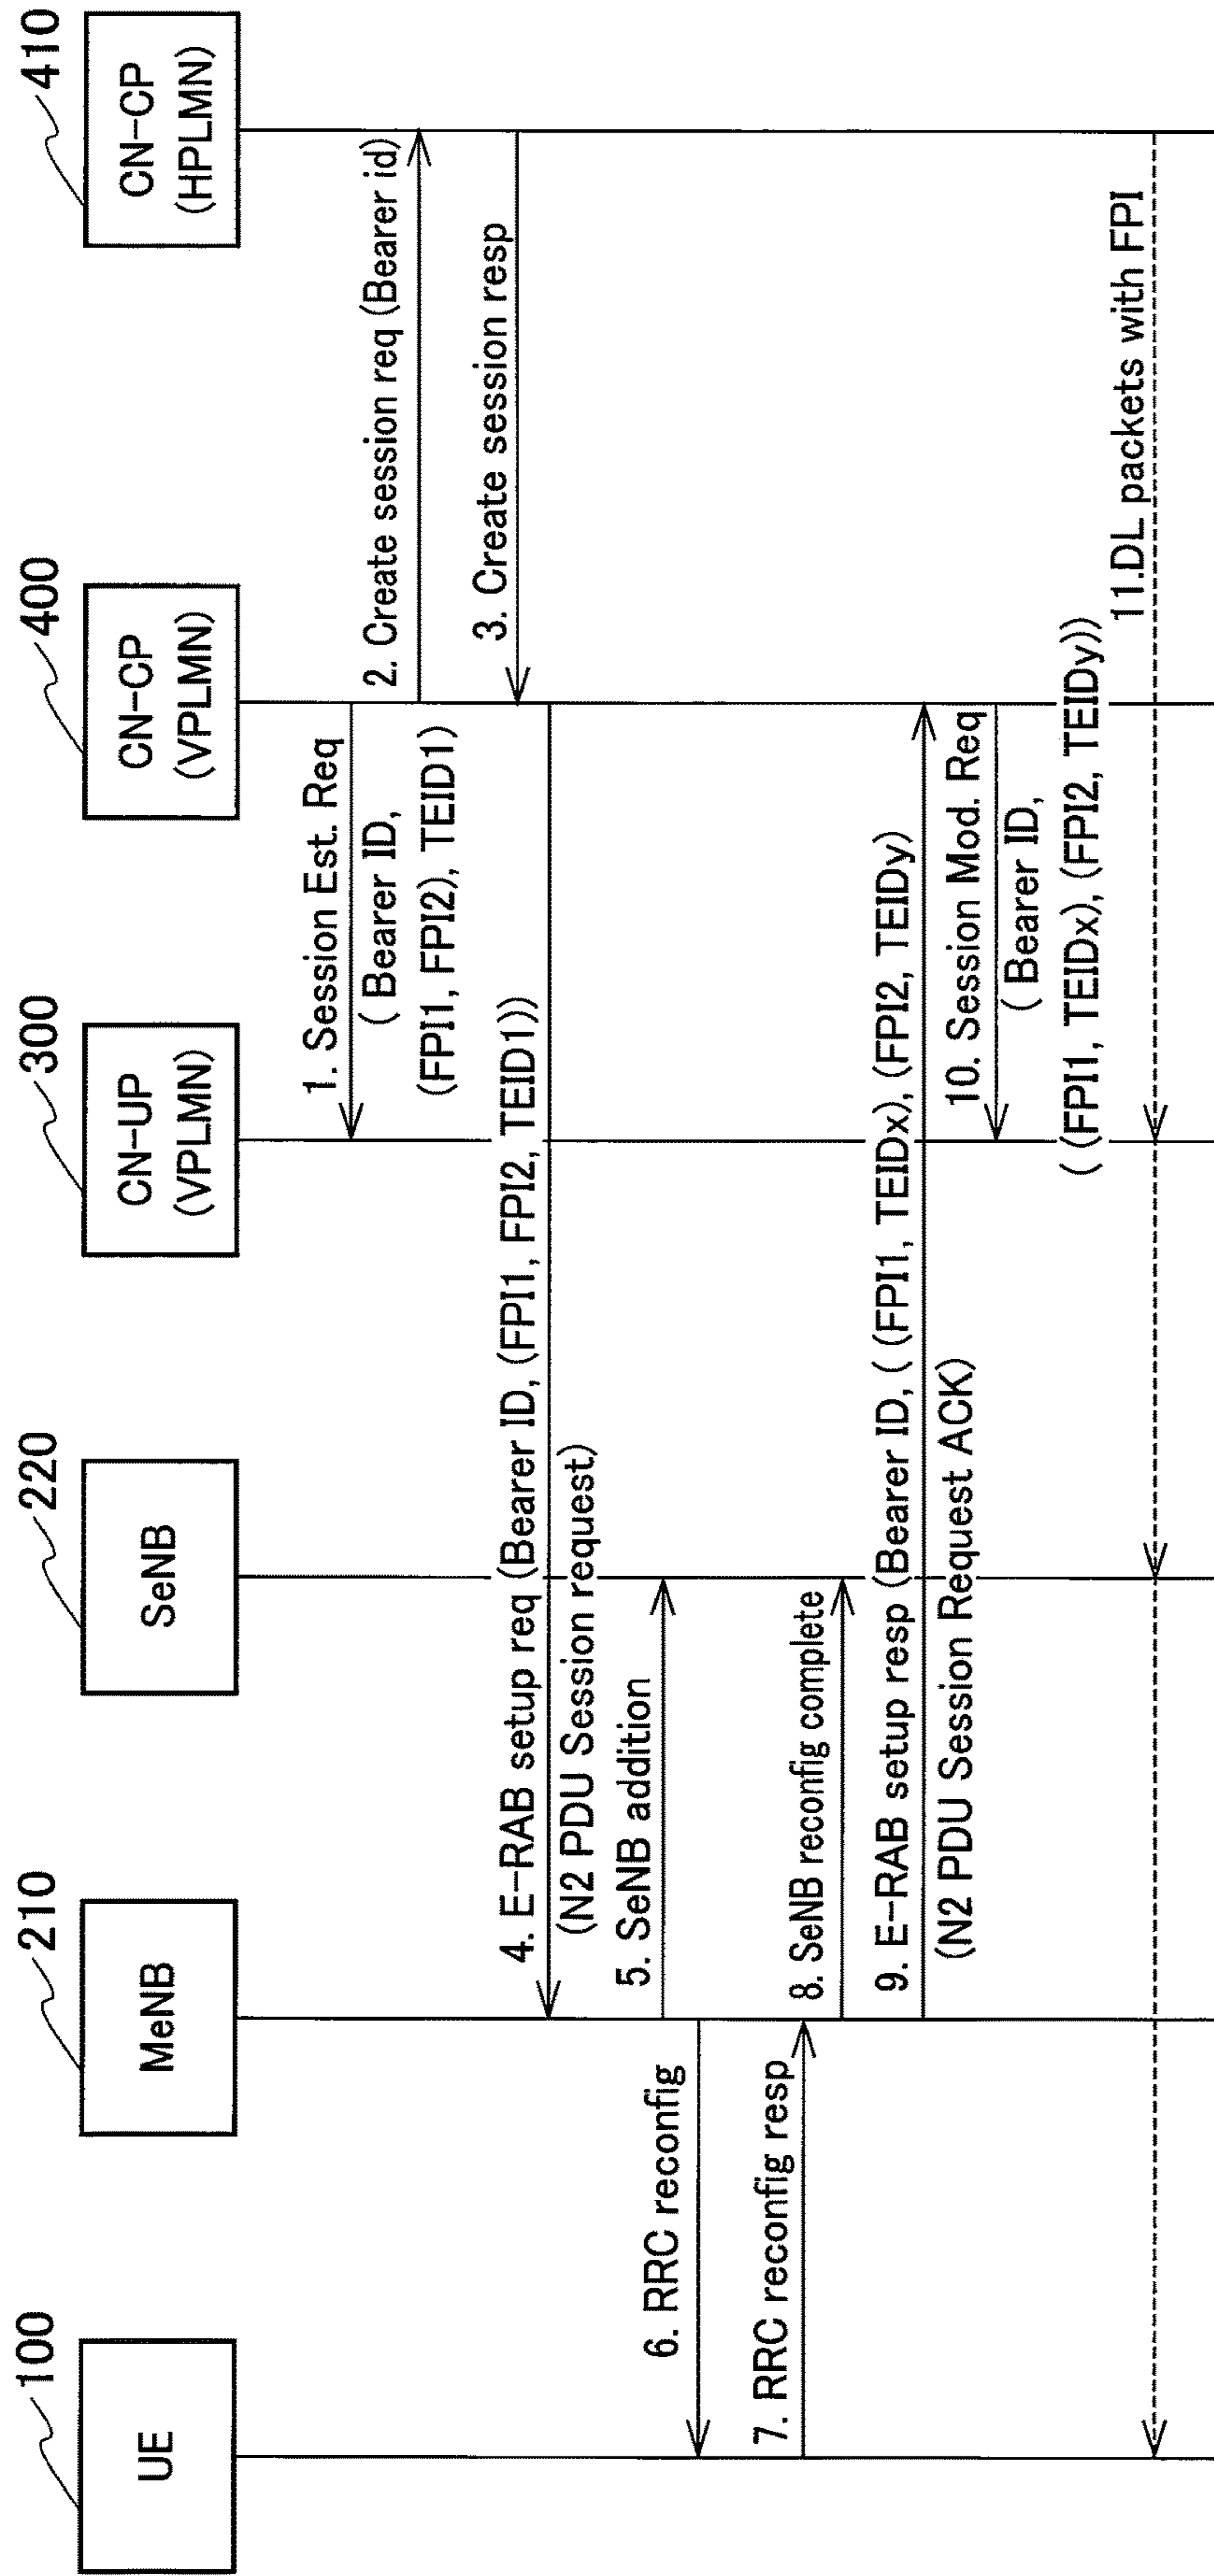 100
210
220
300
400
410
UE
MeNB
SeNB
CN-UP
(VPLMN)
CN-CP
(VPLMN)
CN-CP
(HPLMN)
1. Session Est. Req
( Bearer ID,
(FPI1, FPI2), TEID1)
2. Create session req (Bearer id)
3. Create session resp
4. E-RAB setup req (Bearer ID, (FPI1, FPI2, TEID1))
(N2 PDU Session request)
5. SeNB addition
6. RRC reconfig
7. RRC reconfig resp
8. SeNB reconfig complete
9. E-RAB setup resp (Bearer ID, ( (FPI1, TEIDx), (FPI2, TEIDy)
(N2 PDU Session Request ACK)
10. Session Mod. Req
( Bearer ID,
( (FPI1, TEIDx), (FPI2, TEIDy))
11.DL packets with FPI